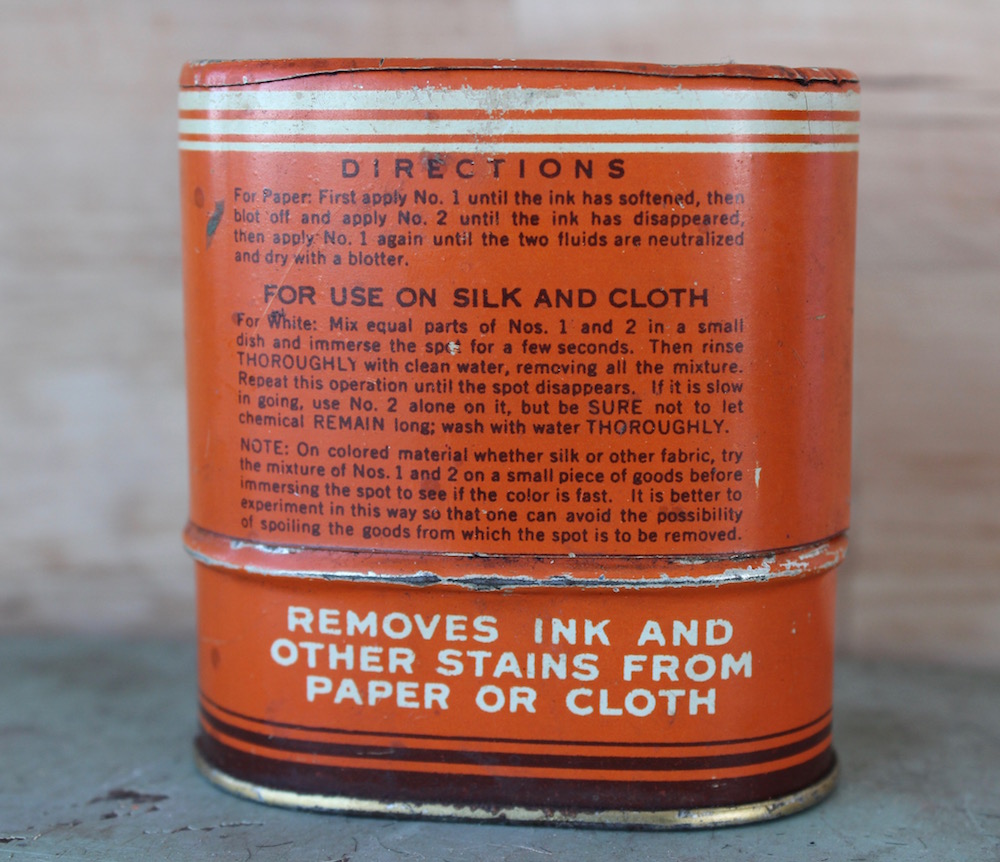 DIRECTIONS
For Paper: First apply No. 1 until the ink has softened, then
blot off and apply No. 2 until the ink has disappeared,
then apply No. 1 again until the two fluids are neutralized
and dry with a blotter.
FOR USE ON SILK AND CLOTH
For White: Mix equal parts of Nos. 1 and 2 in a small
dish and immerse the spot for a few seconds. Then rinse
THOROUGHLY with clean water, removing all the mixture.
Repeat this operation until the spot disappears. If it is slow
in going, use No. 2 alone on it, but be SURE not to let
chemical REMAIN long; wash with water THOROUGHLY.
NOTE: On colored material whether silk or other fabric, try
the mixture of Nos. 1 and 2 on a small piece of goods before
immersing the spot to see if the color is fast. It is better to
experiment in this way so that one can avoid the possibility
of spoiling the goods from which the spot is to be removed.
REMOVES INK AND
OTHER STAINS FROM
PAPER OR CLOTH